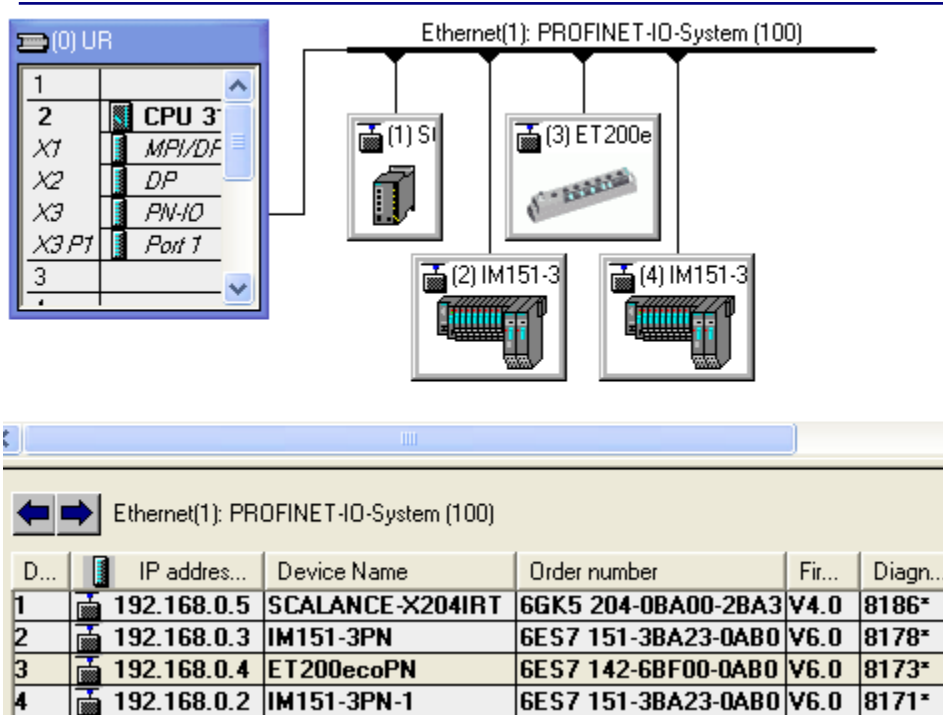 (0) UR
1
2 CPU 3
X1 MPI/DP
X2 DP
X3 PN-IO
X3 P1 Port 1
3
Ethernet(1): PROFINET-IO-System (100)
(1) S
(3) ET200e
(2) IM151-3
(4) IM151-3
Ethernet(1): PROFINET-IO-System (100)
D... IP addres... Device Name Order number Fir... Diagn...
1 192.168.0.5 SCALANCE-X204IRT 6GK5 204-0BA00-2BA3 V4.0 8186*
2 192.168.0.3 IM151-3PN 6ES7 151-3BA23-0AB0 V6.0 8178*
3 192.168.0.4 ET200ecoPN 6ES7 142-6BF00-0AB0 V6.0 8173*
4 192.168.0.2 IM151-3PN-1 6ES7 151-3BA23-0AB0 V6.0 8171*